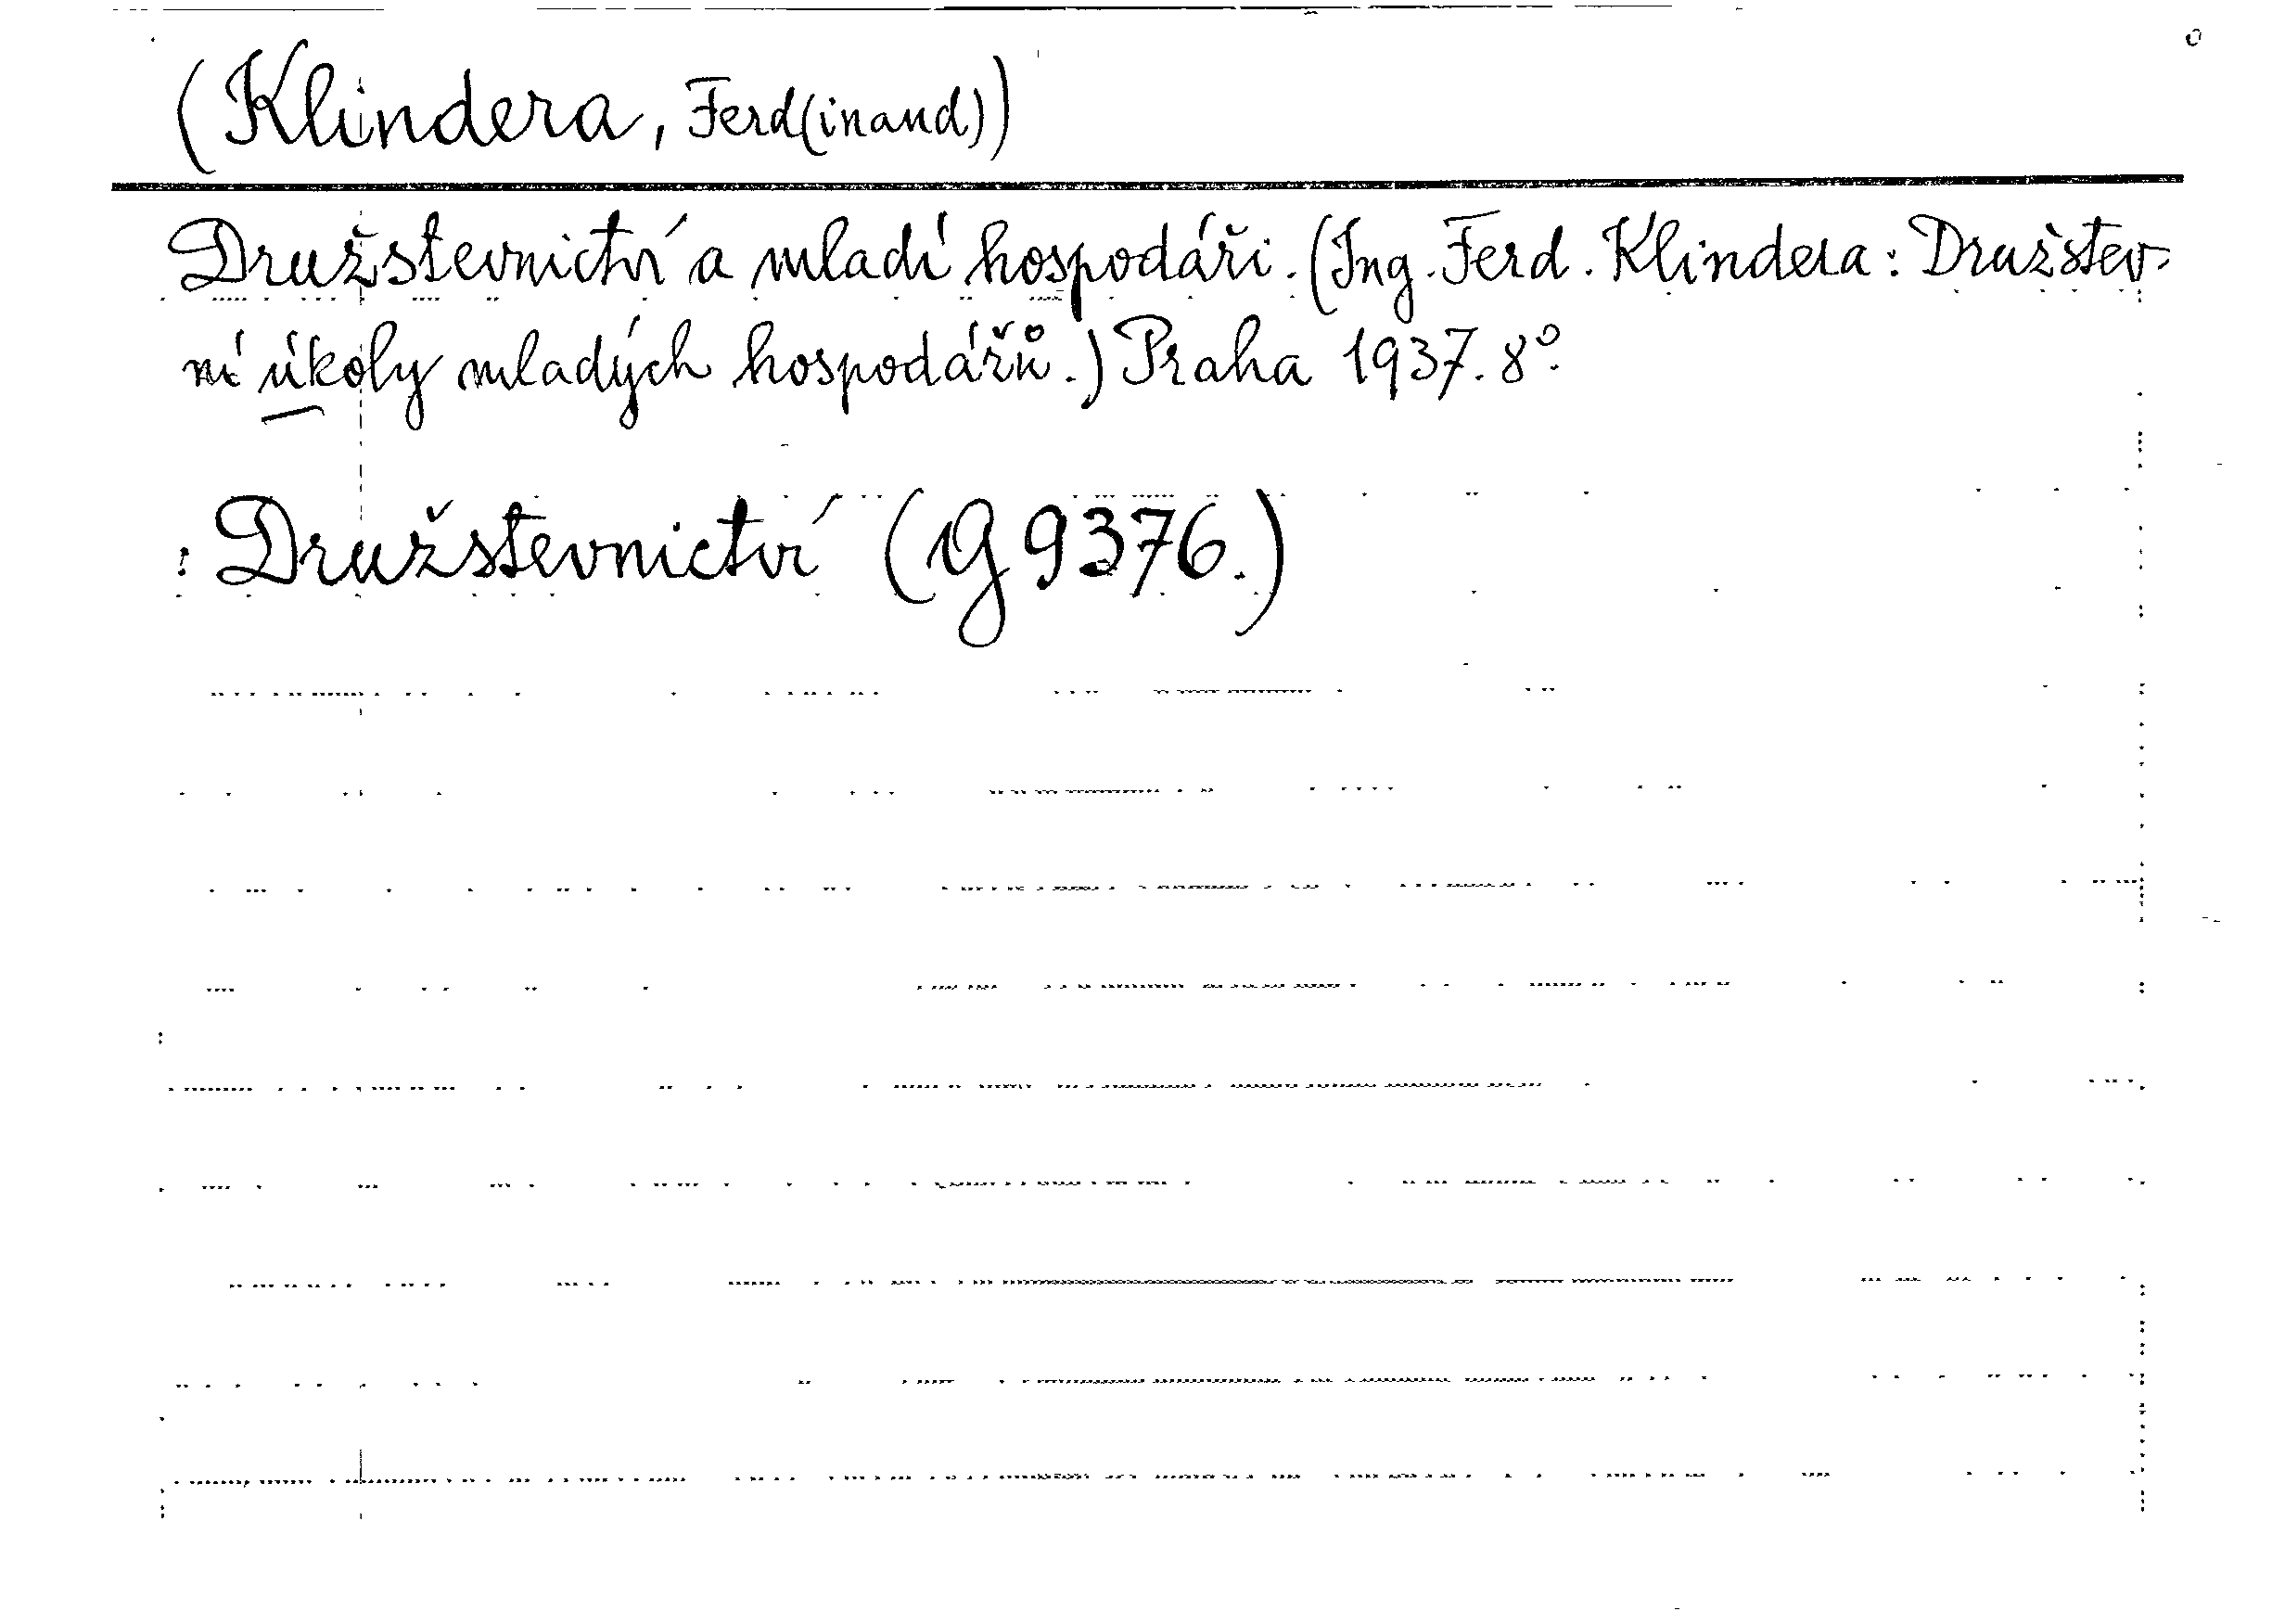 (Klindera, Ferd(inand))
Družstevnictví a mladí hospodáři. (Ing. Ferd. Klindera: Družstev-
ní úkoly mladých hospodářů.) Praha 1937. 8°.
: Družstevnictví (G 9376.)